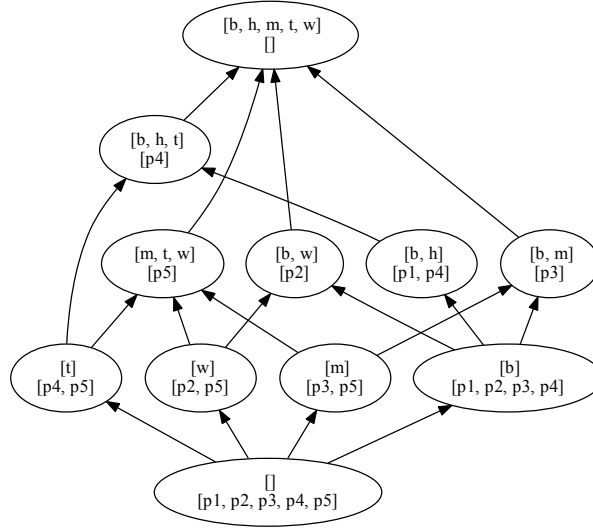 [b, h, m, t, w]
[]
[b, h, t]
[p4]
[m, t, w]
[p5]
[b, w]
[p2]
[b, h]
[p1, p4]
[b, m]
[p3]
[t]
[p4, p5]
[w]
[p2, p5]
[m]
[p3, p5]
[b]
[p1, p2, p3, p4]
[]
[p1, p2, p3, p4, p5]